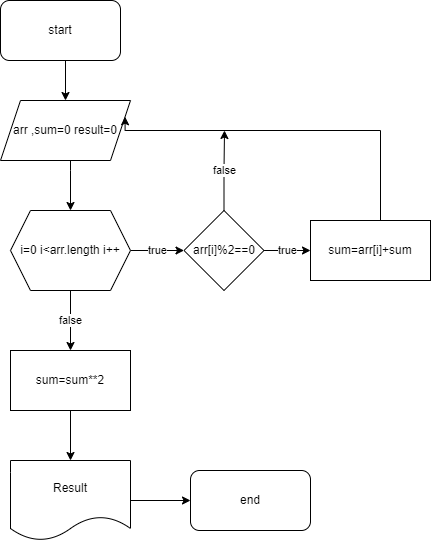 start
arr ,sum=0 result=0
false
i=0 i<arr.length i++
true
arr[i]%2==0
true
sum=arr[i]+sum
false
sum=sum**2
Result
end